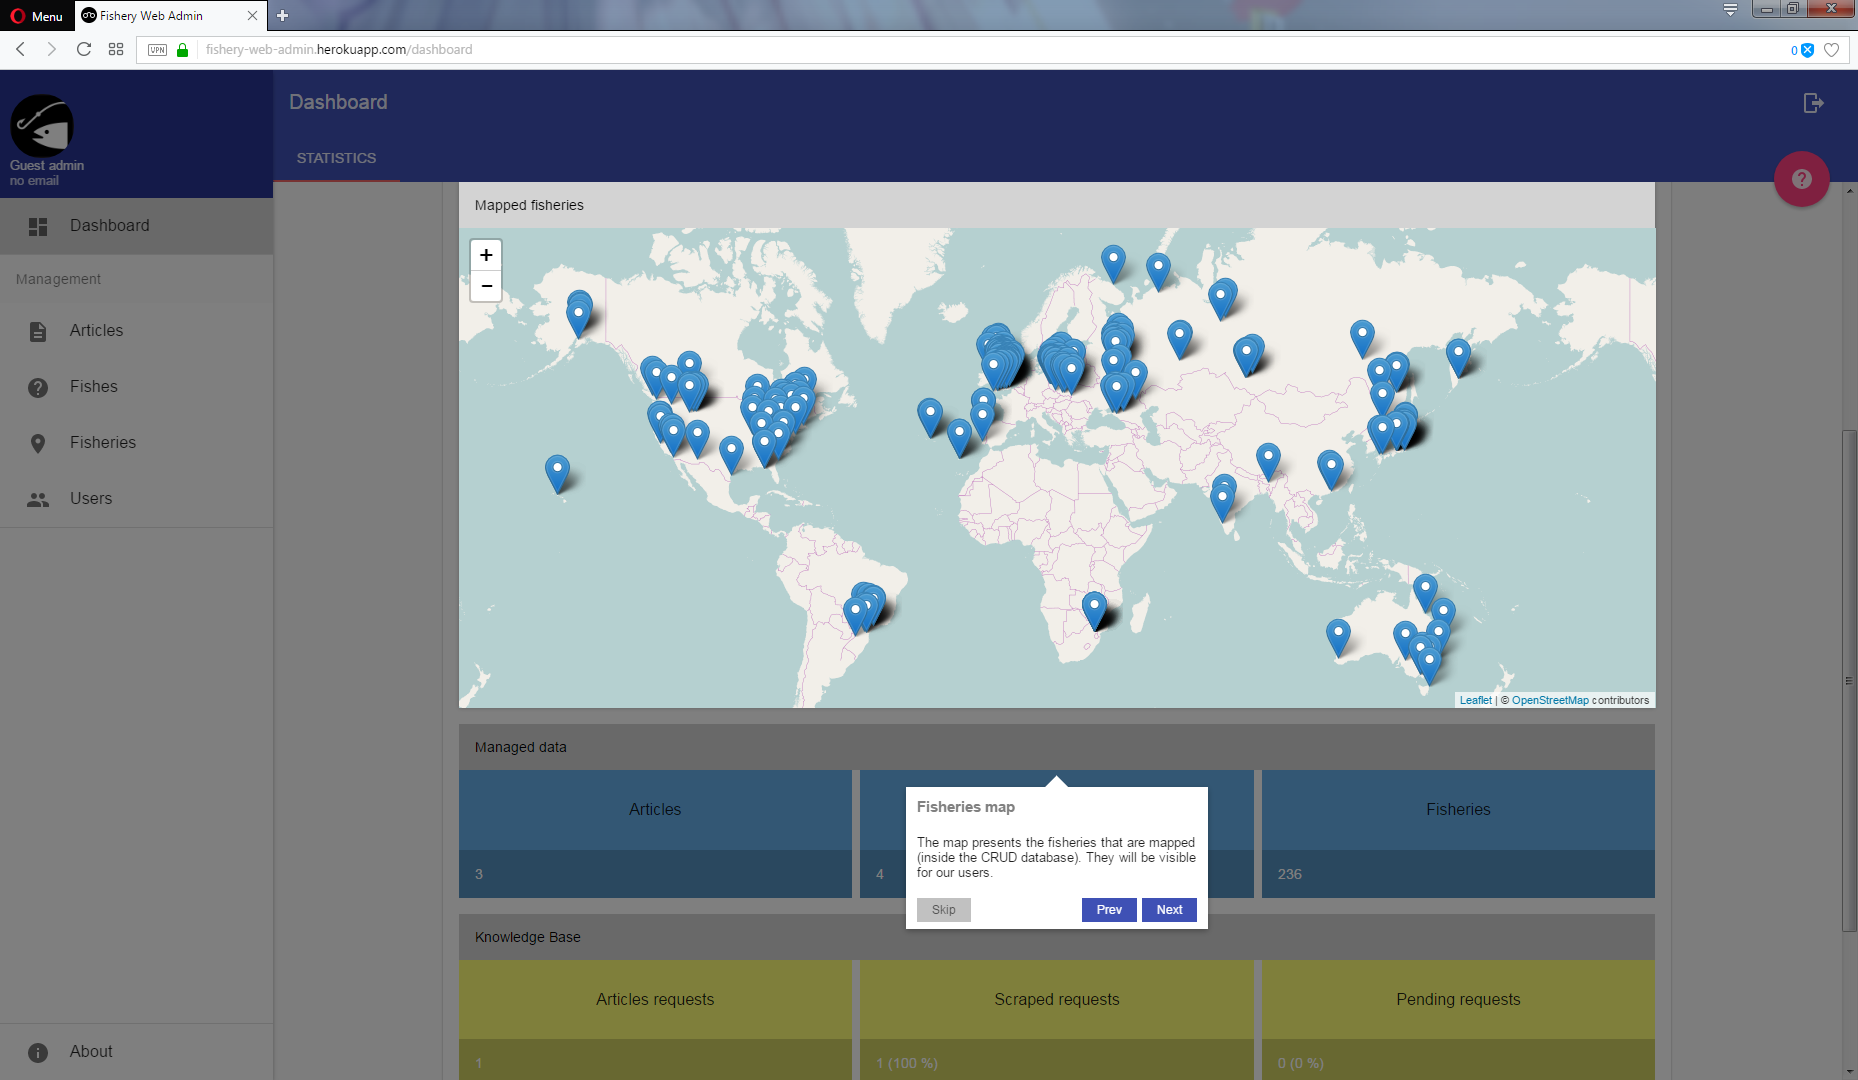 Menu
Fishery Web Admin
VPN
fishery-web-admin.herokuapp.com/dashboard
0
Guest admin
no email
Dashboard
STATISTICS
Dashboard
Management
Articles
Fishes
Fisheries
Users
About
Mapped fisheries
+
−
Leaflet | © OpenStreetMap contributors
Managed data
Articles
Fisheries
3
4
236
Fisheries map
The map presents the fisheries that are mapped
(inside the CRUD database). They will be visible
for our users.
Skip
Prev
Next
Knowledge Base
Articles requests
Scraped requests
Pending requests
1
1 (100 %)
0 (0 %)